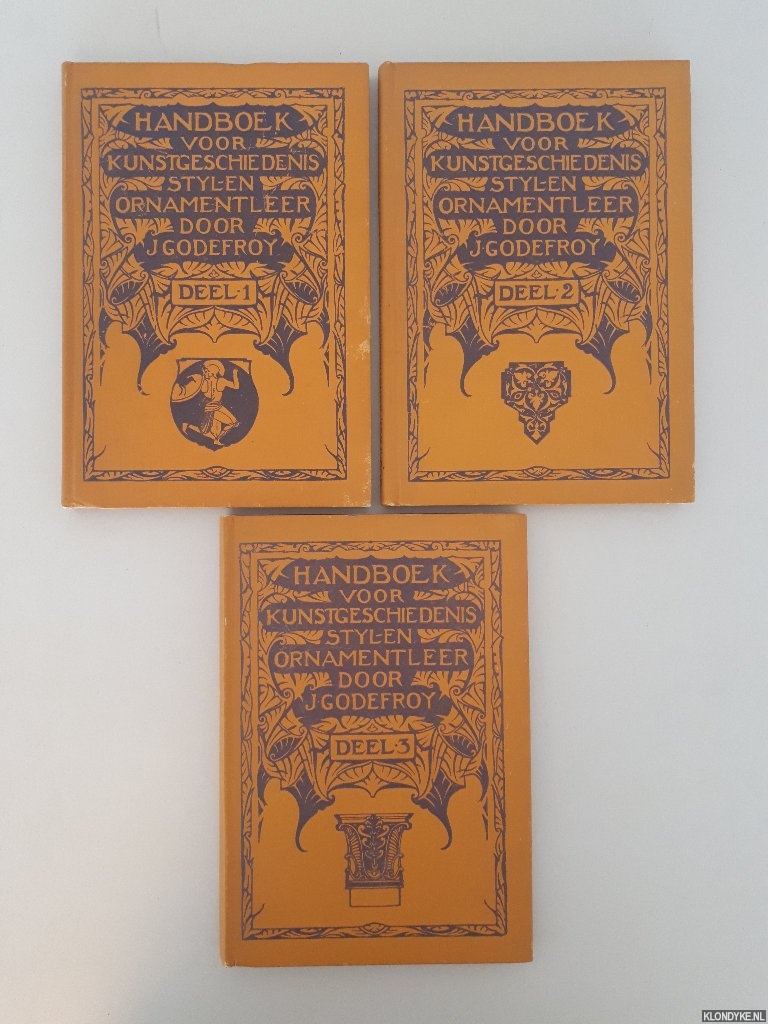 HANDBOEK
VOOR
KUNSTGESCHIEDENIS
STYL-EN
ORNAMENTLEER
DOOR
J·GODEFROY
DEEL·1
HANDBOEK
VOOR
KUNSTGESCHIEDENIS
STYL-EN
ORNAMENTLEER
DOOR
J·GODEFROY
DEEL·2
HANDBOEK
VOOR
KUNSTGESCHIEDENIS
STYL-EN
ORNAMENTLEER
DOOR
J·GODEFROY
DEEL·3
KLONDYKE.NL